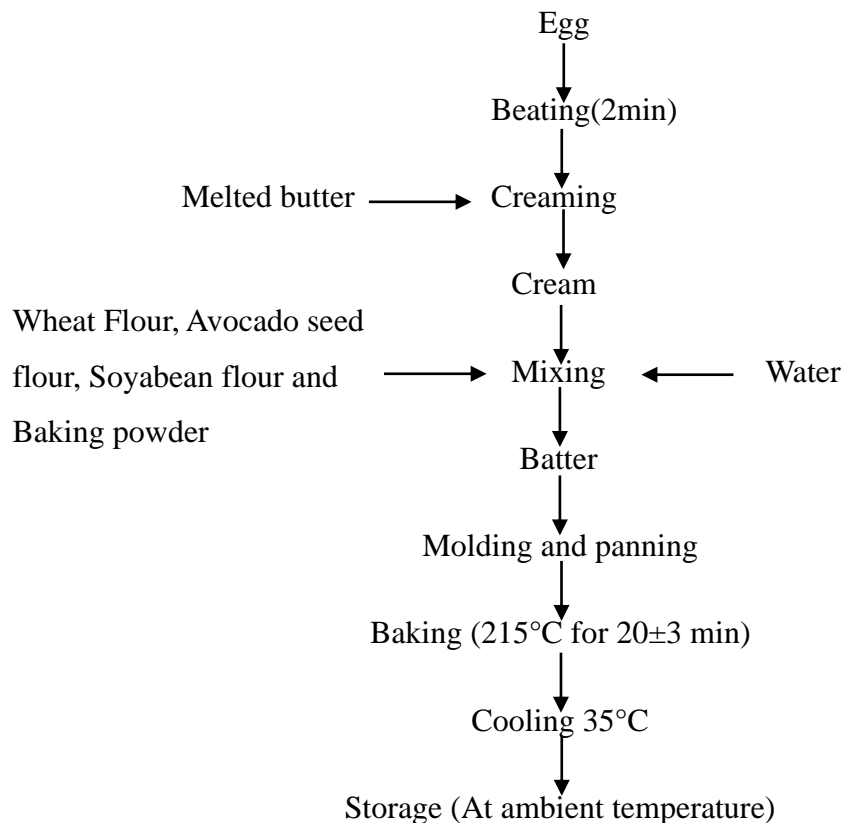 Egg
Beating(2min)
Melted butter
Creaming
Cream
Wheat Flour, Avocado seed
flour, Soyabean flour and
Baking powder
Mixing
Water
Batter
Molding and panning
Baking (215°C for 20±3 min)
Cooling 35°C
Storage (At ambient temperature)